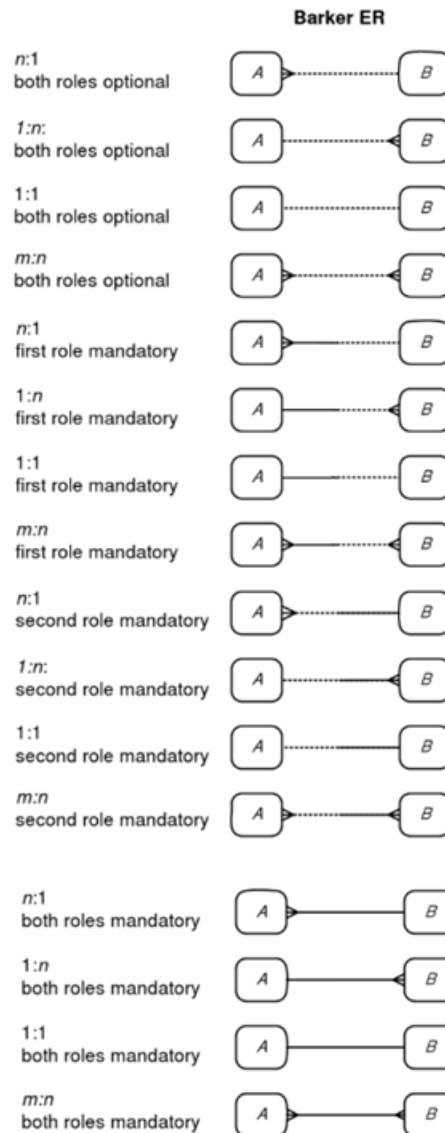 Barker ER
n:1
both roles optional
A B
1:n:
both roles optional
A B
1:1
both roles optional
A B
m:n
both roles optional
A B
n:1
first role mandatory
A B
1:n
first role mandatory
A B
1:1
first role mandatory
A B
m:n
first role mandatory
A B
n:1
second role mandatory
A B
1:n:
second role mandatory
A B
1:1
second role mandatory
A B
m:n
second role mandatory
A B
n:1
both roles mandatory
A B
1:n
both roles mandatory
A B
1:1
both roles mandatory
A B
m:n
both roles mandatory
A B